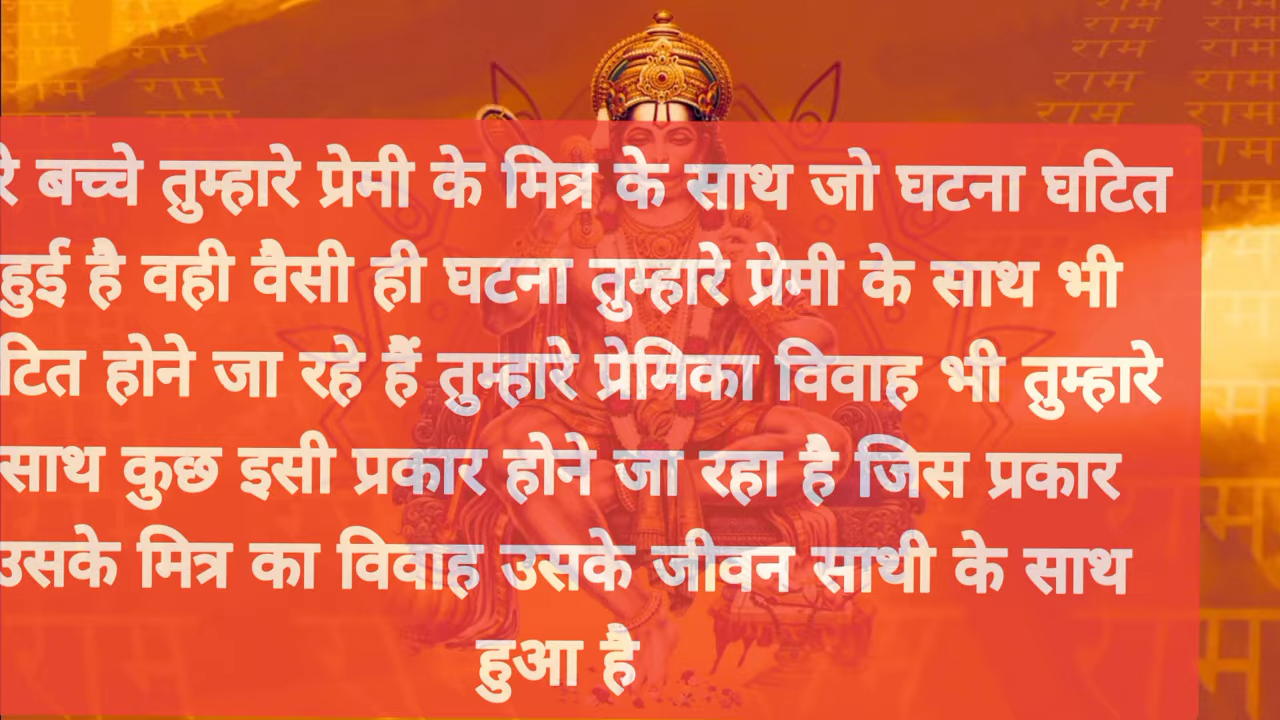 राम राम
राम राम राम
राम राम
राम राम राम राम
राम राम
रे बच्चे तुम्हारे प्रेमी के मित्र के साथ जो घटना घटित
हुई है वही वैसी ही घटना तुम्हारे प्रेमी के साथ भी
टित होने जा रहे हैं तुम्हारे प्रेमिका विवाह भी तुम्हारे
साथ कुछ इसी प्रकार होने जा रहा है जिस प्रकार
उसके मित्र का विवाह उसके जीवन साथी के साथ
हुआ है